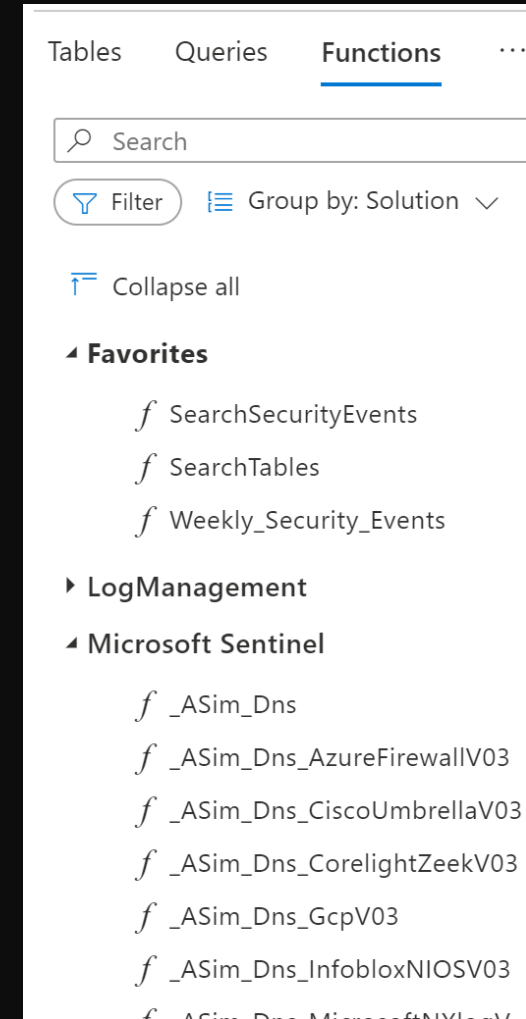 Tables Queries Functions ...
Search
Filter Group by: Solution
Collapse all
Favorites
f SearchSecurityEvents
f SearchTables
f Weekly_Security_Events
LogManagement
Microsoft Sentinel
f _ASim_Dns
f _ASim_Dns_AzureFirewallV03
f _ASim_Dns_CiscoUmbrellaV03
f _ASim_Dns_CorelightZeekV03
f _ASim_Dns_GcpV03
f _ASim_Dns_InfobloxNIOSV03
f _ASim_Dns_MicrosoftNXlogV